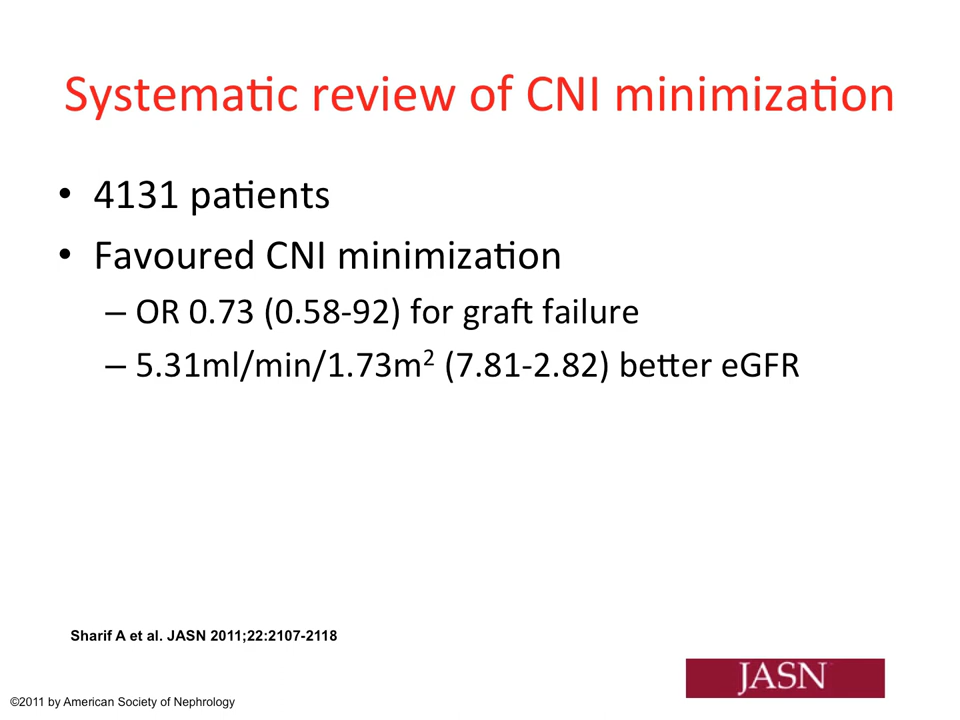 Systematic review of CNI minimization
• 4131 patients
• Favoured CNI minimization
– OR 0.73 (0.58-92) for graft failure
– 5.31ml/min/1.73m² (7.81-2.82) better eGFR
Sharif A et al. JASN 2011;22:2107-2118
JASN
©2011 by American Society of Nephrology